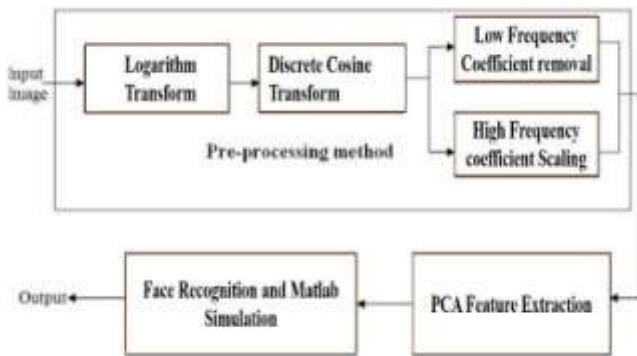 Input
Image
Logarithm
Transform
Discrete Cosine
Transform
Low Frequency
Coefficient removal
High Frequency
coefficient Scaling
Pre-processing method
Output
Face Recognition and Matlab
Simulation
PCA Feature Extraction